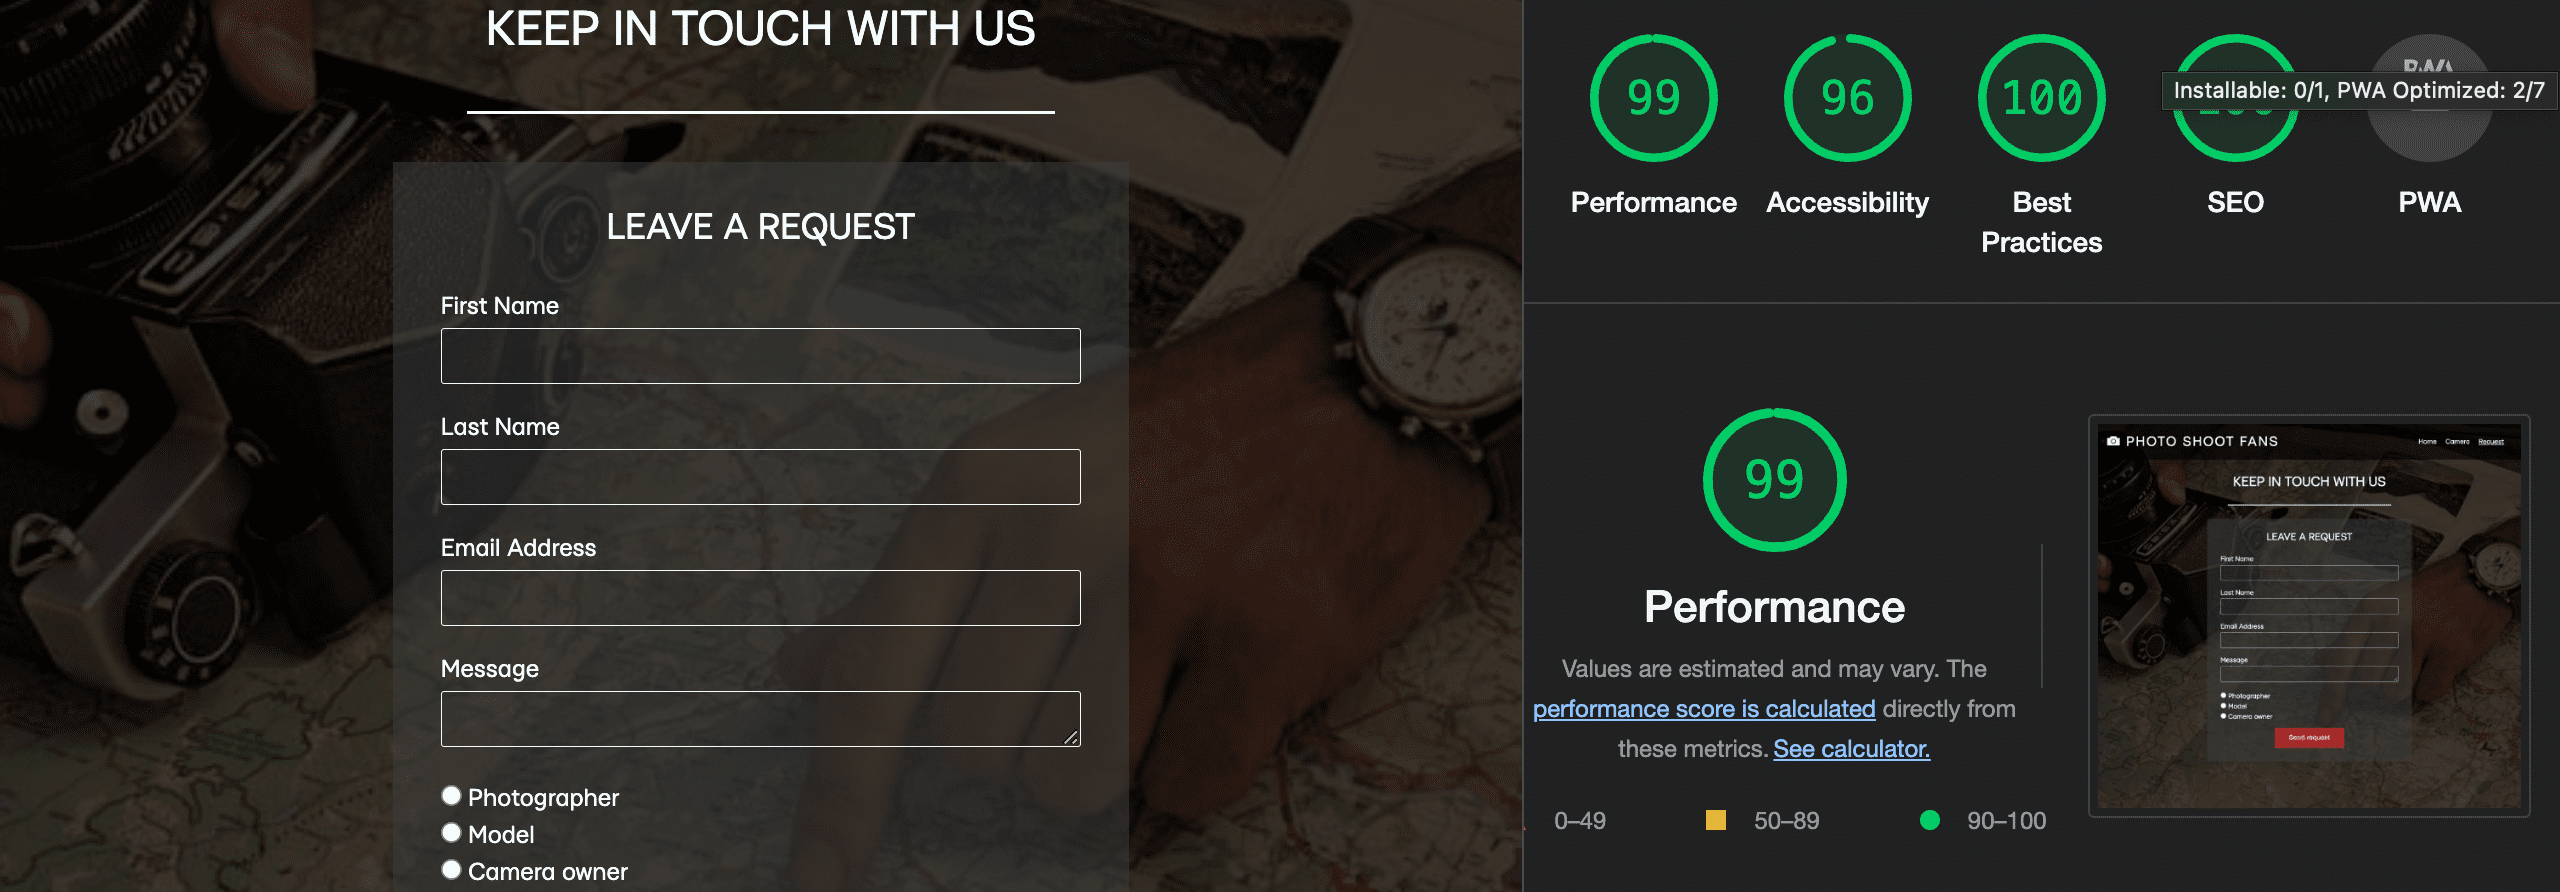 KEEP IN TOUCH WITH US
LEAVE A REQUEST
First Name
Last Name
Email Address
Message
Photographer
Model
Camera owner
99
96
100
Installable: 0/1, PWA Optimized: 2/7
Performance
Accessibility
Best
Practices
SEO
PWA
99
Performance
Values are estimated and may vary. The
performance score is calculated directly from
these metrics. See calculator.
0–49
50–89
90–100
PHOTO SHOOT FANS
Home Camera Request
KEEP IN TOUCH WITH US
LEAVE A REQUEST
First Name
Last Name
Email Address
Message
Photographer
Model
Camera owner
Send request